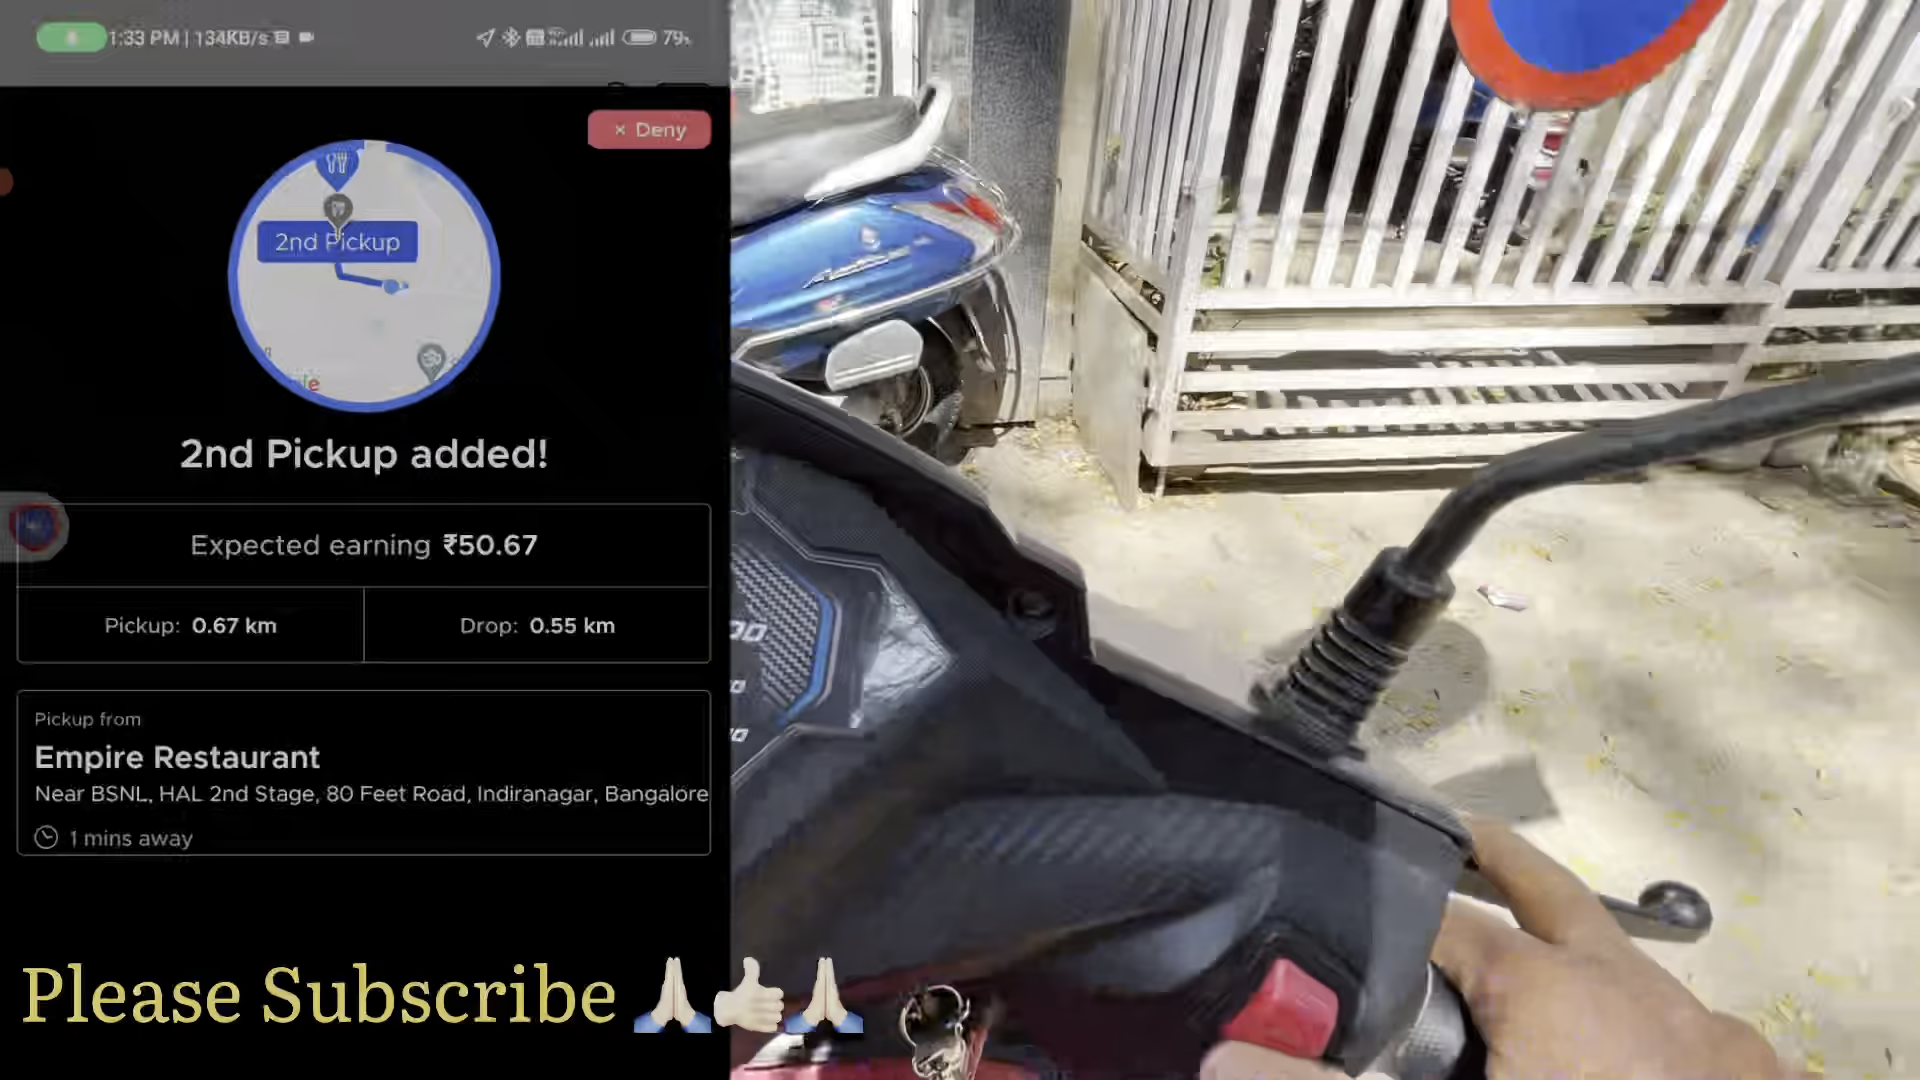 1:33 PM | 134KB/s
79%
× Deny
2nd Pickup
2nd Pickup added!
Expected earning ₹50.67
Pickup: 0.67 km
Drop: 0.55 km
Pickup from
Empire Restaurant
Near BSNL, HAL 2nd Stage, 80 Feet Road, Indiranagar, Bangalore
1 mins away
Please Subscribe 🙏🏻👍🏻🙏🏻